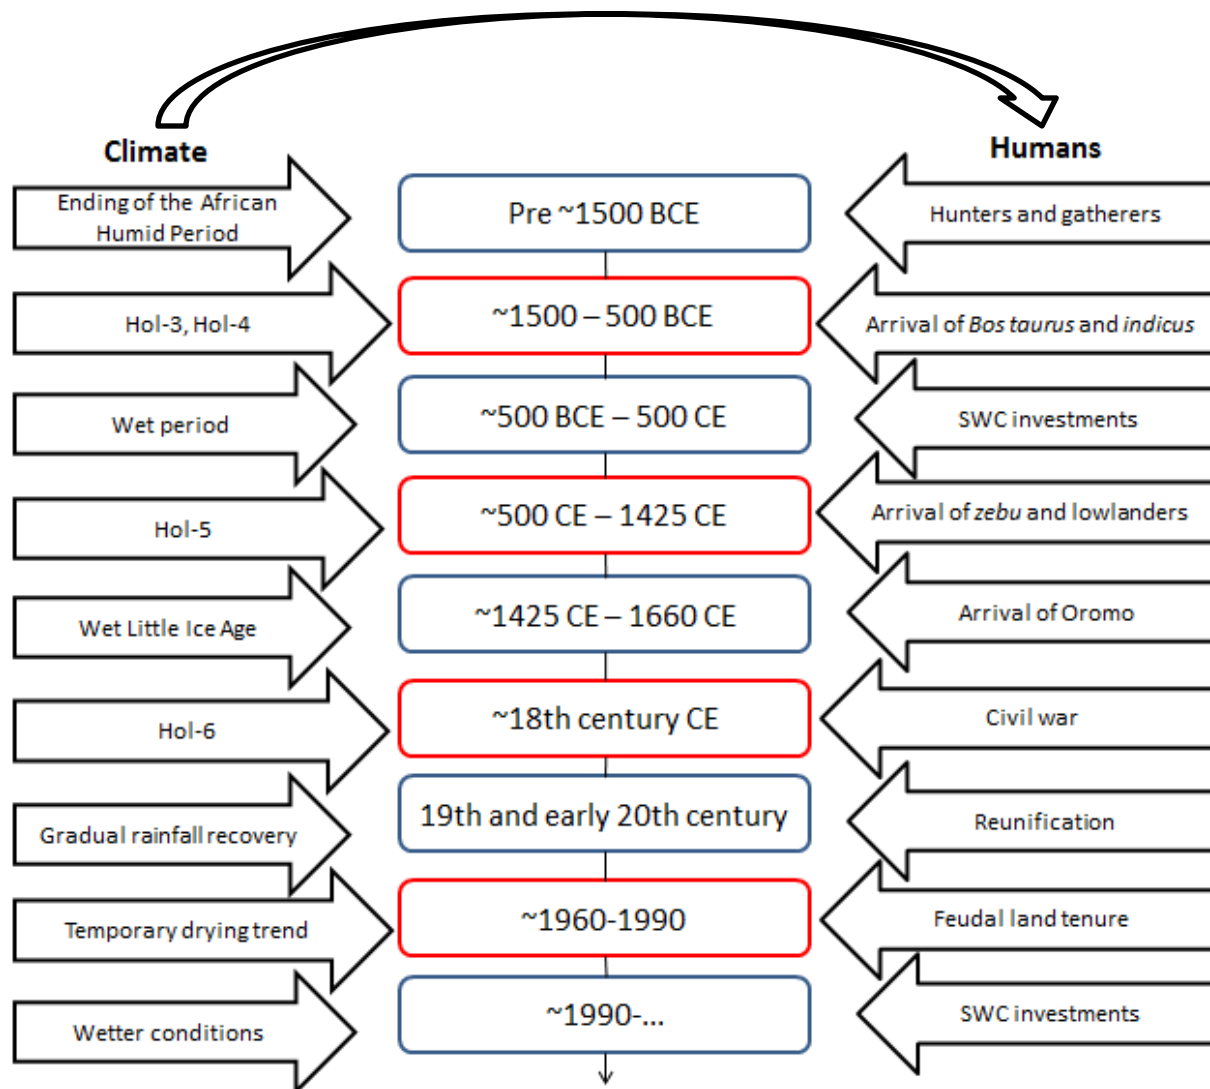 Climate
Humans
Ending of the African
Humid Period
Pre ~1500 BCE
Hunters and gatherers
Hol-3, Hol-4
~1500 – 500 BCE
Arrival of Bos taurus and indicus
Wet period
~500 BCE – 500 CE
SWC investments
Hol-5
~500 CE – 1425 CE
Arrival of zebu and lowlanders
Wet Little Ice Age
~1425 CE – 1660 CE
Arrival of Oromo
Hol-6
~18th century CE
Civil war
Gradual rainfall recovery
19th and early 20th century
Reunification
Temporary drying trend
~1960-1990
Feudal land tenure
Wetter conditions
~1990-...
SWC investments